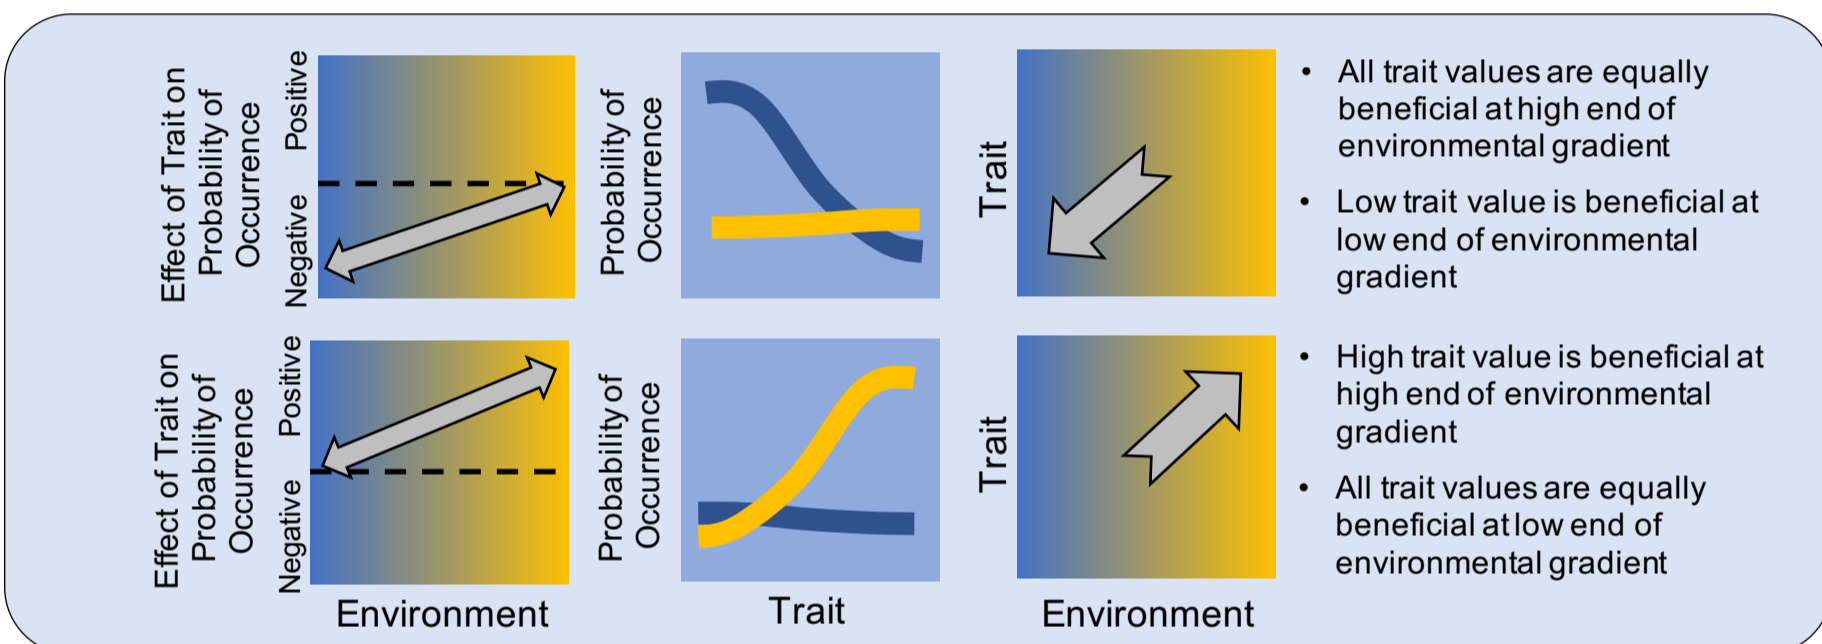 Effect of Trait on
Probability of
Occurrence
Negative Positive
Probability of
Occurrence
Trait
• All trait values are equally
beneficial at high end of
environmental gradient
• Low trait value is beneficial at
low end of environmental
gradient
Effect of Trait on
Probability of
Occurrence
Negative Positive
Probability of
Occurrence
Trait
• High trait value is beneficial at
high end of environmental
gradient
• All trait values are equally
beneficial at low end of
environmental gradient
Environment
Trait
Environment